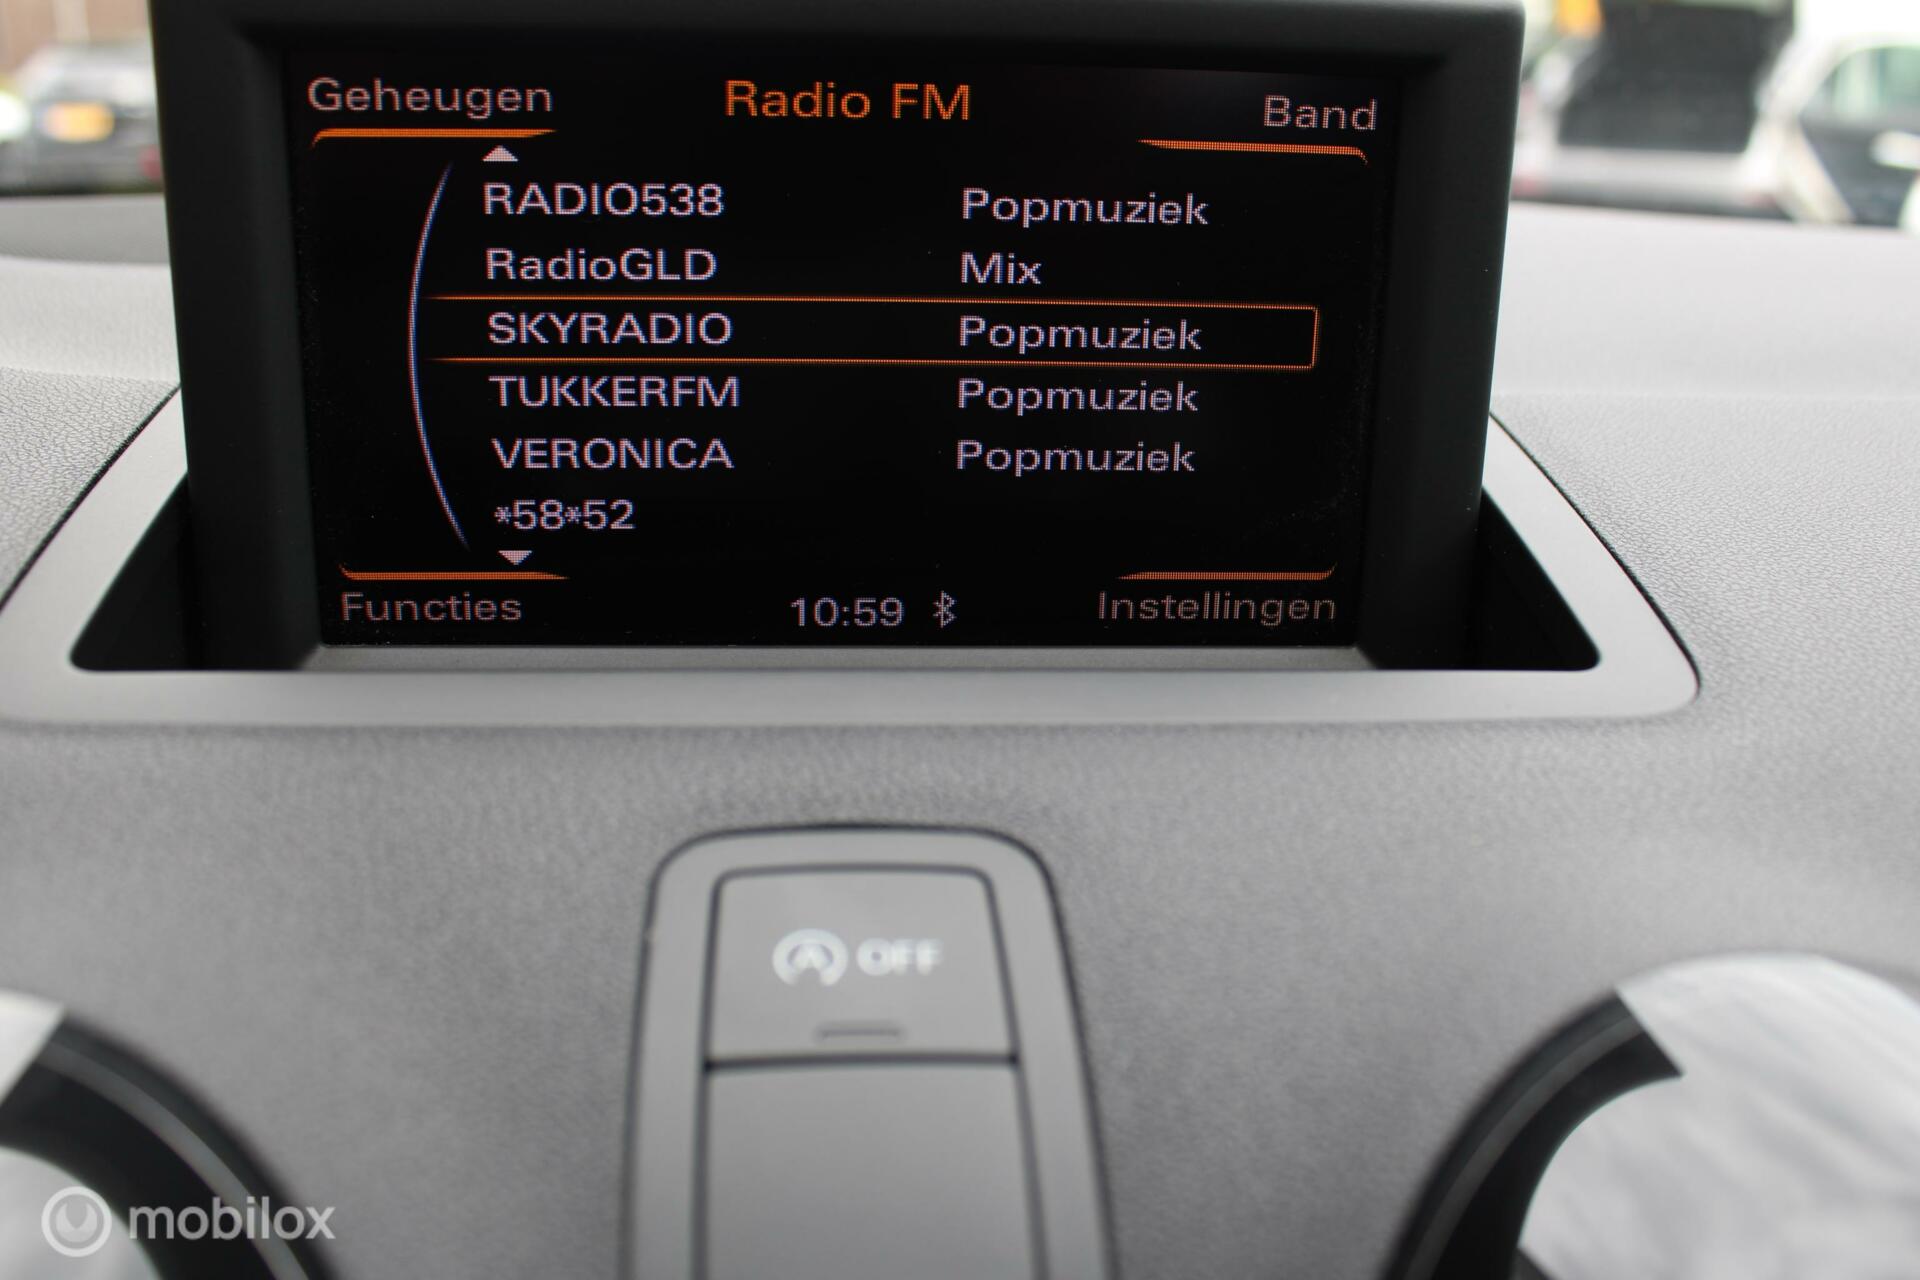 Geheugen Radio FM Band
RADIO538 Popmuziek
RadioGLD Mix
SKYRADIO Popmuziek
TUKKERFM Popmuziek
VERONICA Popmuziek
*58*52
Functies 10:59 Instellingen
A OFF
mobilox